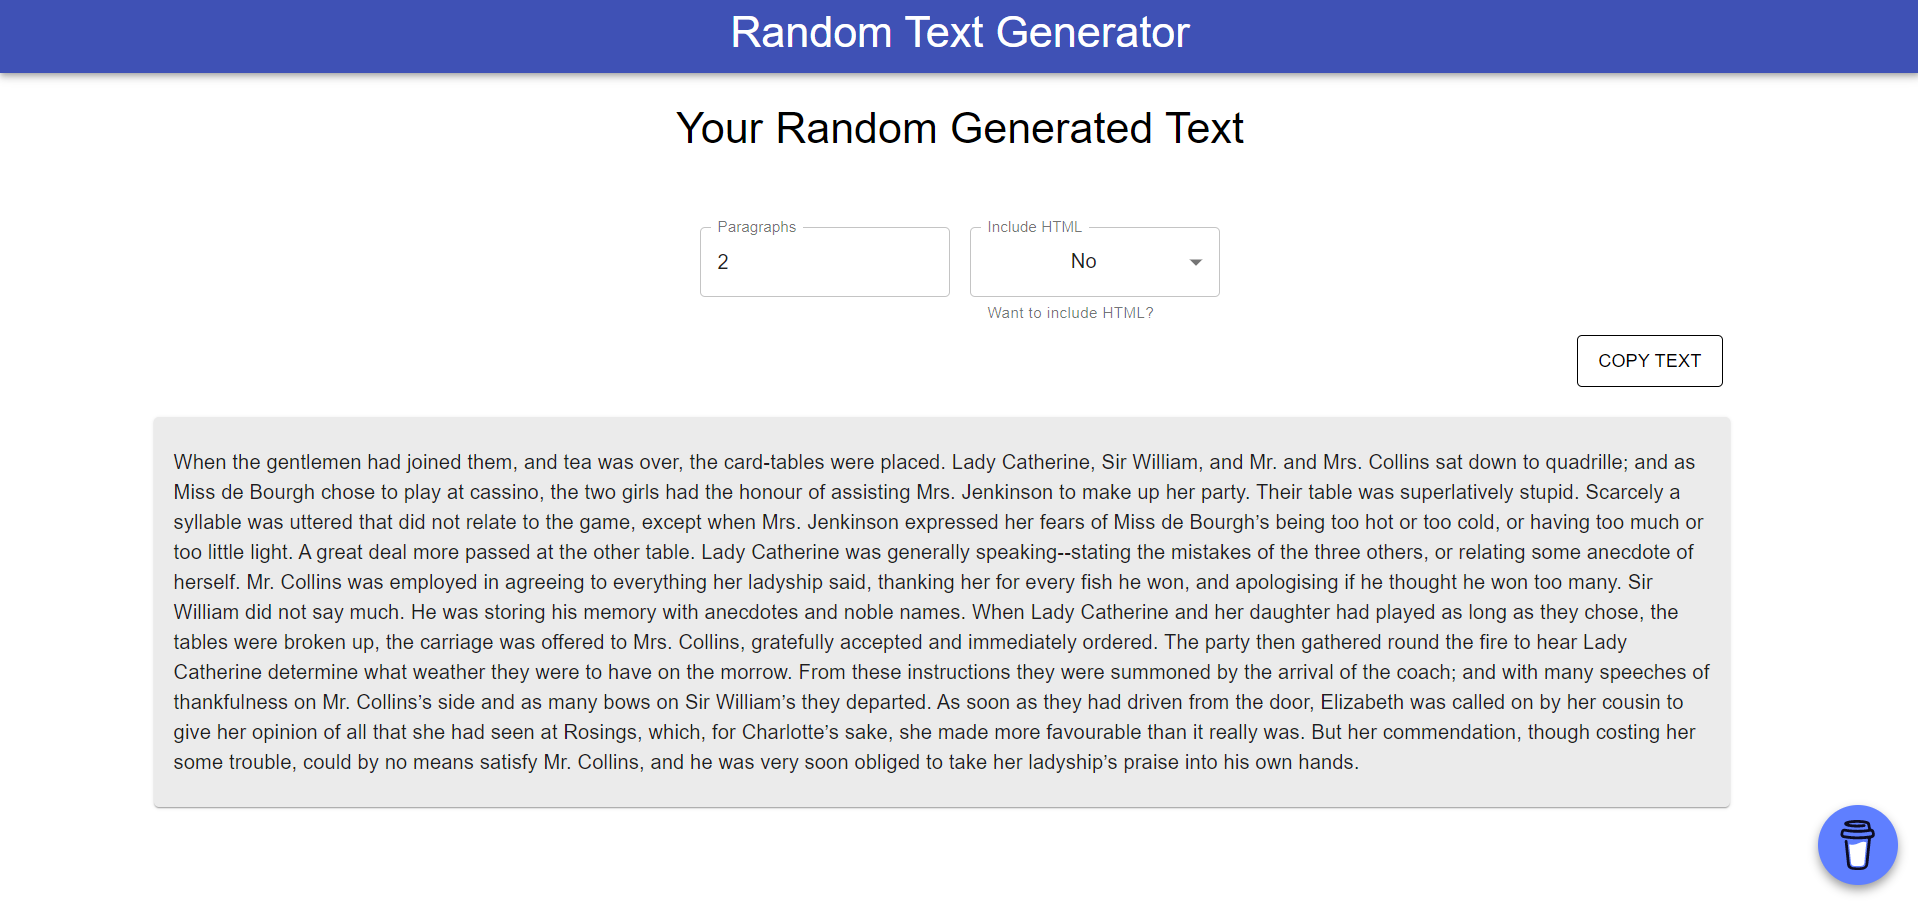 Random Text Generator
Your Random Generated Text
Paragraphs
2
Include HTML
No
Want to include HTML?
COPY TEXT
When the gentlemen had joined them, and tea was over, the card-tables were placed. Lady Catherine, Sir William, and Mr. and Mrs. Collins sat down to quadrille; and as
Miss de Bourgh chose to play at cassino, the two girls had the honour of assisting Mrs. Jenkinson to make up her party. Their table was superlatively stupid. Scarcely a
syllable was uttered that did not relate to the game, except when Mrs. Jenkinson expressed her fears of Miss de Bourgh’s being too hot or too cold, or having too much or
too little light. A great deal more passed at the other table. Lady Catherine was generally speaking--stating the mistakes of the three others, or relating some anecdote of
herself. Mr. Collins was employed in agreeing to everything her ladyship said, thanking her for every fish he won, and apologising if he thought he won too many. Sir
William did not say much. He was storing his memory with anecdotes and noble names. When Lady Catherine and her daughter had played as long as they chose, the
tables were broken up, the carriage was offered to Mrs. Collins, gratefully accepted and immediately ordered. The party then gathered round the fire to hear Lady
Catherine determine what weather they were to have on the morrow. From these instructions they were summoned by the arrival of the coach; and with many speeches of
thankfulness on Mr. Collins’s side and as many bows on Sir William’s they departed. As soon as they had driven from the door, Elizabeth was called on by her cousin to
give her opinion of all that she had seen at Rosings, which, for Charlotte’s sake, she made more favourable than it really was. But her commendation, though costing her
some trouble, could by no means satisfy Mr. Collins, and he was very soon obliged to take her ladyship’s praise into his own hands.